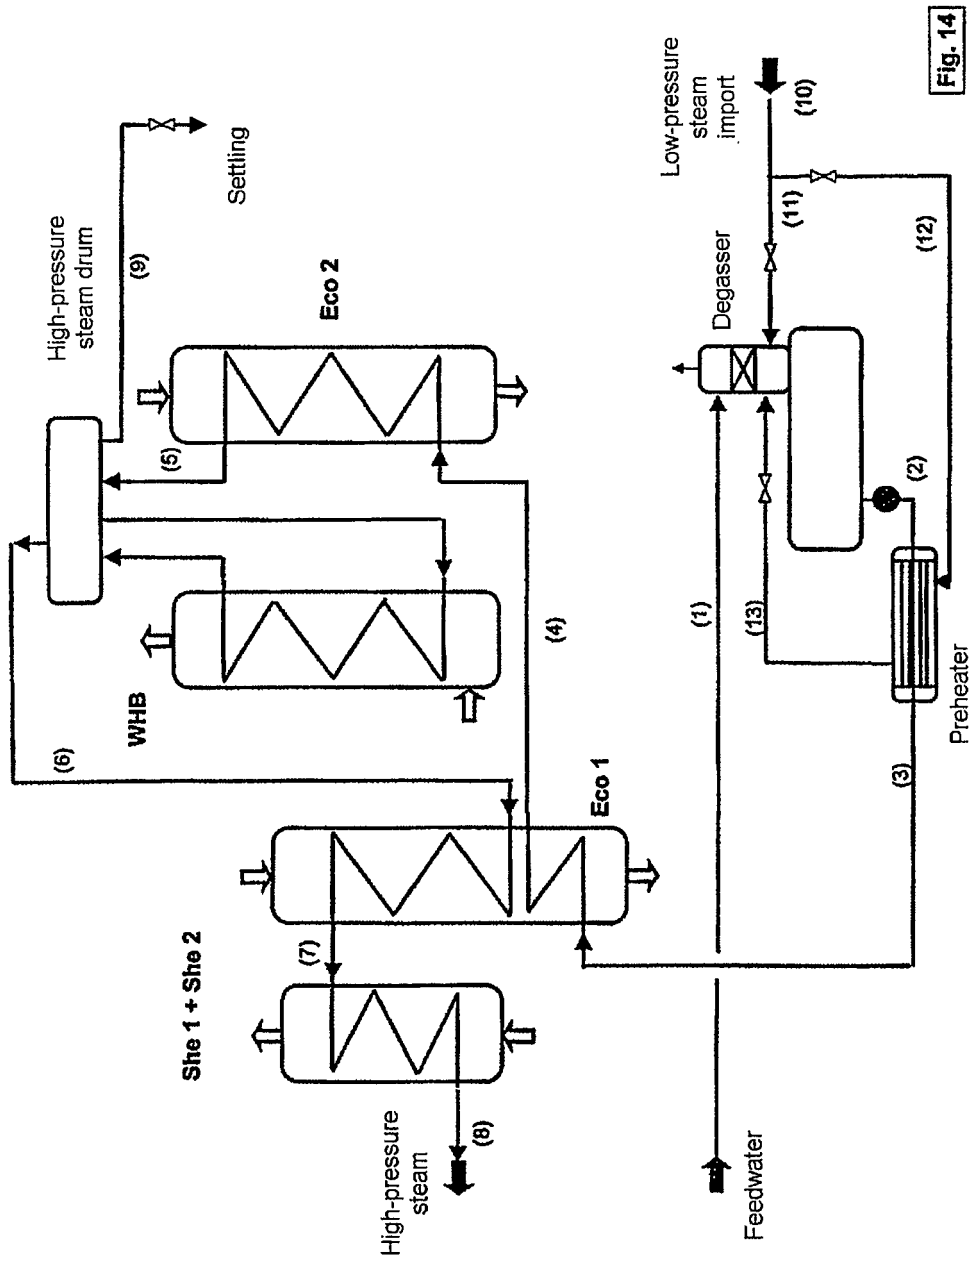 High-pressure
steam
(8)
She 1 + She 2
(7)
(6)
WHB
Eco 1
High-pressure
steam drum
(5)
(9)
Settling
Eco 2
(4)
Feedwater
(1)
(13)
(3)
Preheater
(2)
Degasser
(11)
(12)
Low-pressure
steam
import
(10)
Fig. 14